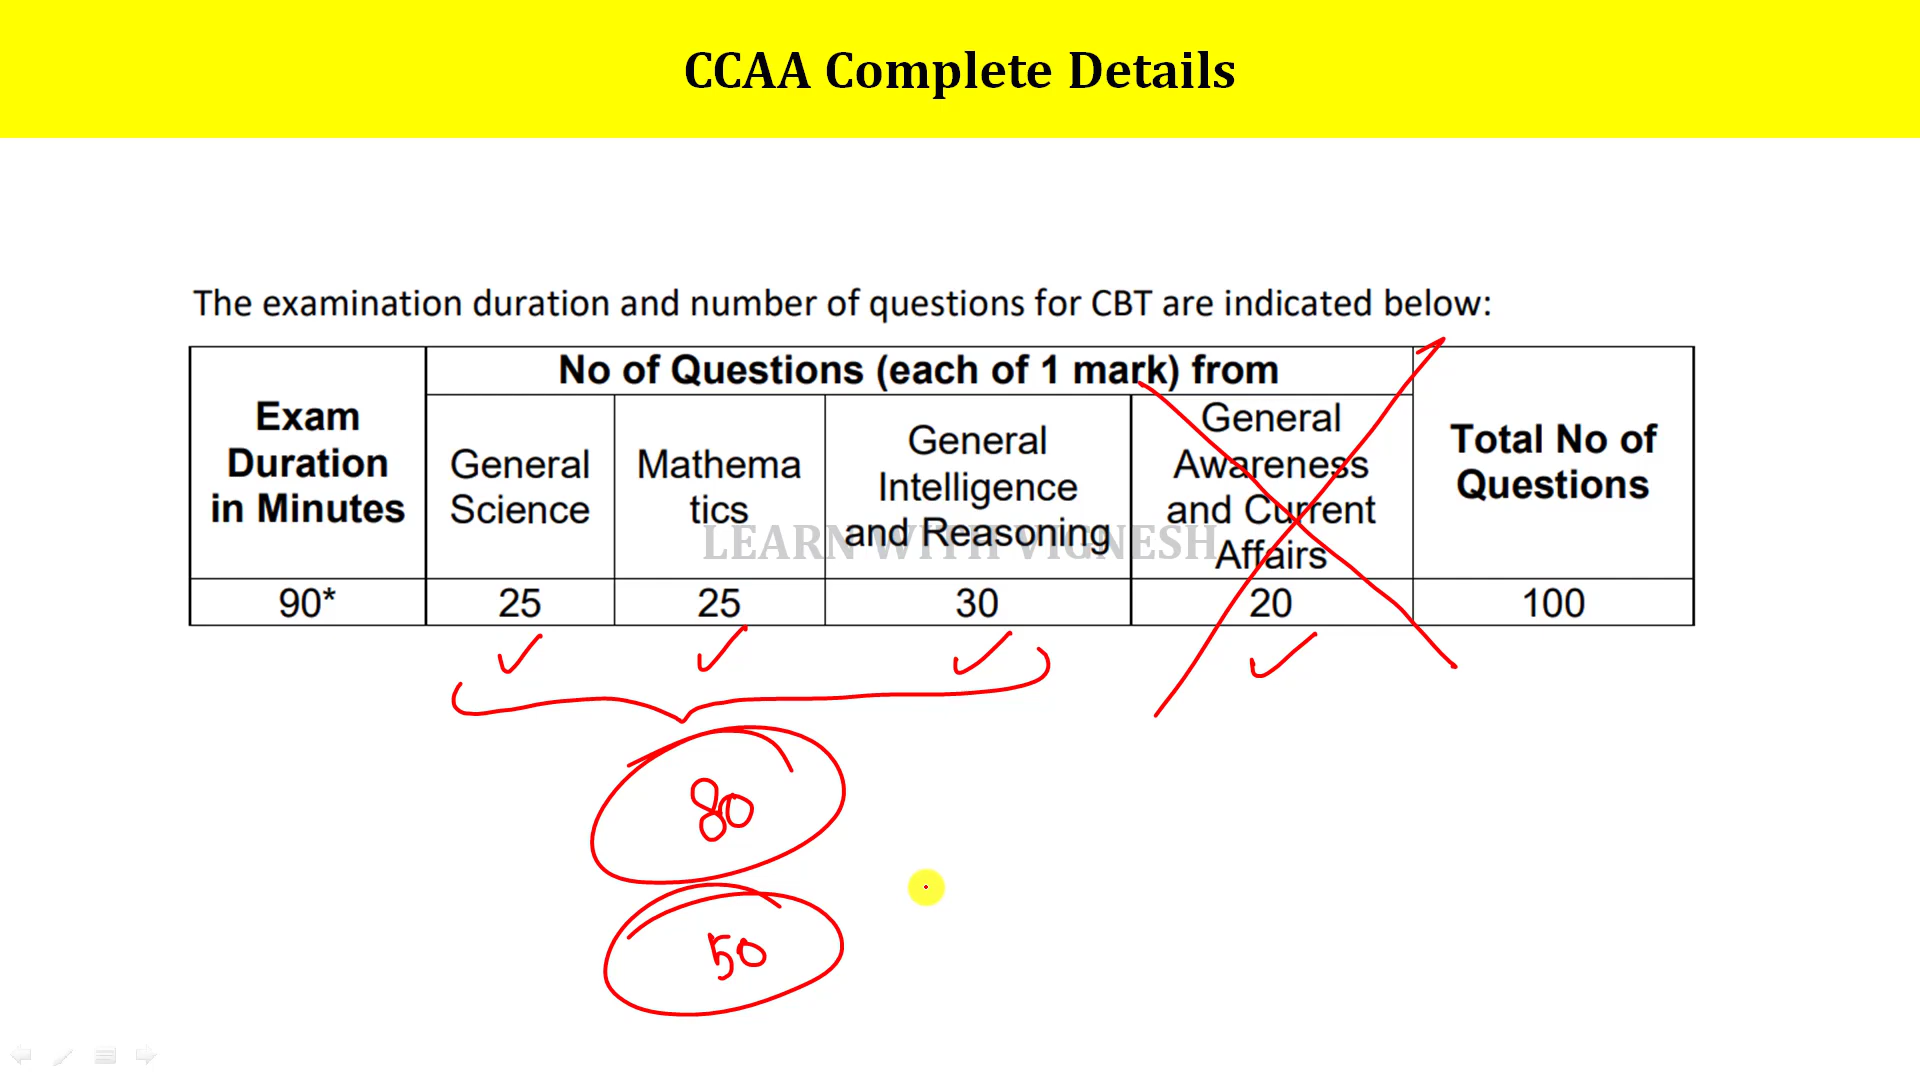 CCAA Complete Details
The examination duration and number of questions for CBT are indicated below:
Exam Duration in Minutes
No of Questions (each of 1 mark) from
Total No of Questions
General Science
Mathema tics
General Intelligence and Reasoning
General Awareness and Current Affairs
LEARN WITH VIGNESH
90* 25 25 30 20 100
80
50